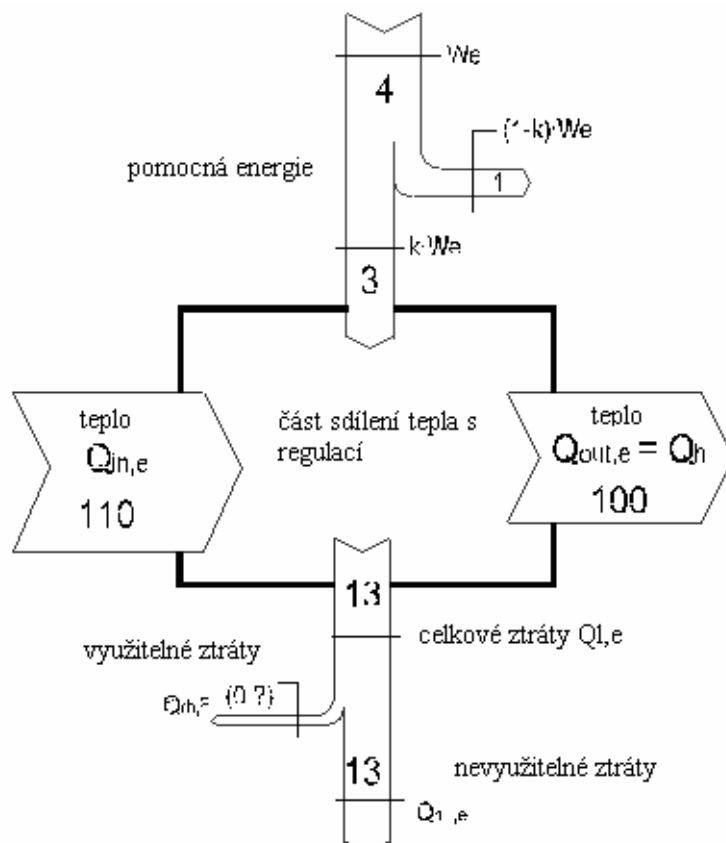 We
4
(1-k)·We
pomocná energie
1
k·We
3
teplo
část sdílení tepla s
regulací
teplo
Qin,e
Qout,e = Qh
110
100
13
celkové ztráty Ql,e
využitelné ztráty
(0 ?)
13
nevyužitelné ztráty